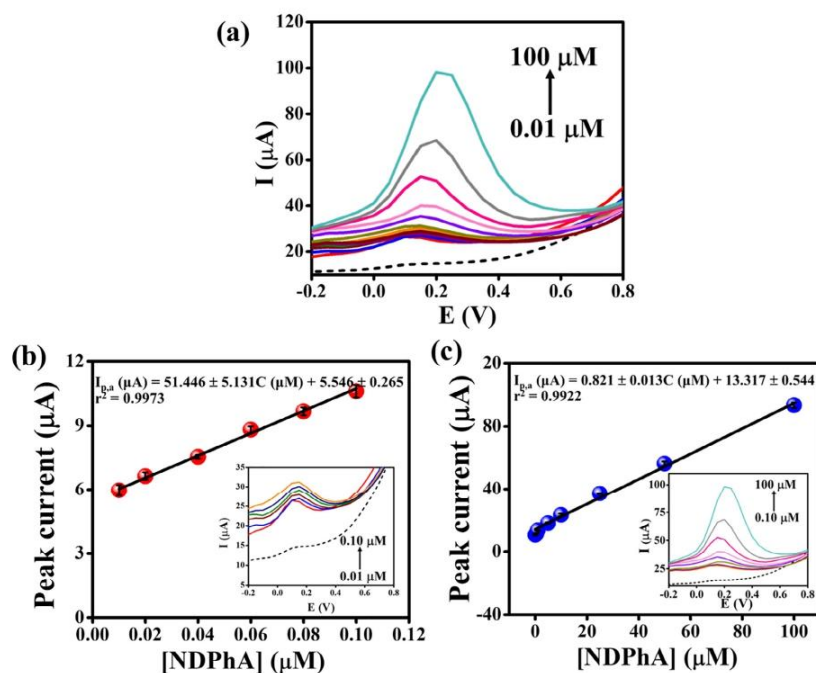 (a)
120
100
80
60
40
20
I (µA)
100 µM
0.01 µM
-0.2 0.0 0.2 0.4 0.6 0.8
E (V)
(b)
12
9
6
3
0
Peak current (µA)
I p,a (µA) = 51.446 ± 5.131C (µM) + 5.546 ± 0.265
r² = 0.9973
35
30
25
20
15
10
5
I (µA)
0.10 µM
0.01 µM
-0.2 0.0 0.2 0.4 0.6 0.8
E (V)
0.00 0.02 0.04 0.06 0.08 0.10 0.12
[NDPhA] (µM)
(c)
20
80
40
0
-40
Peak current (µA)
I p,a (µA) = 0.821 ± 0.013C (µM) + 13.317 ± 0.544
r² = 0.9922
100
75
50
25
I (µA)
100 µM
0.10 µM
-0.2 0.0 0.2 0.4 0.6 0.8
E (V)
0 20 40 60 80 100
[NDPhA] (µM)